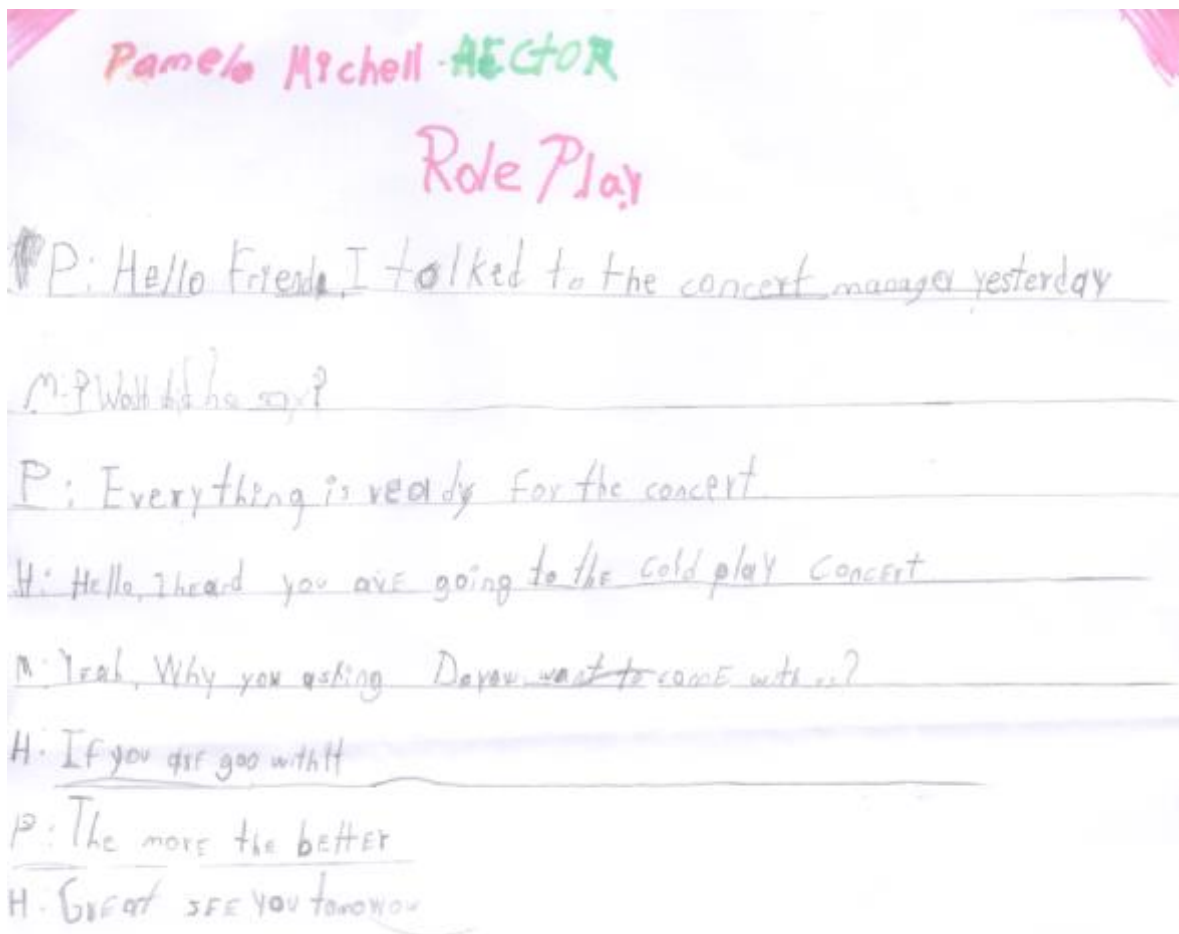 Pamela Michell HECTOR
Role Play
P: Hello Friends, I talked to the concert manager yesterday
M: ? Waht did he say?
P: Everything is ready For the concert.
H: Hello, I heard you are going to the cold play concert
M: Yeah, Why you asking Do you want to come with ..?
H: If you are goo with it
P: The more the better
H. Great see you tomorrow